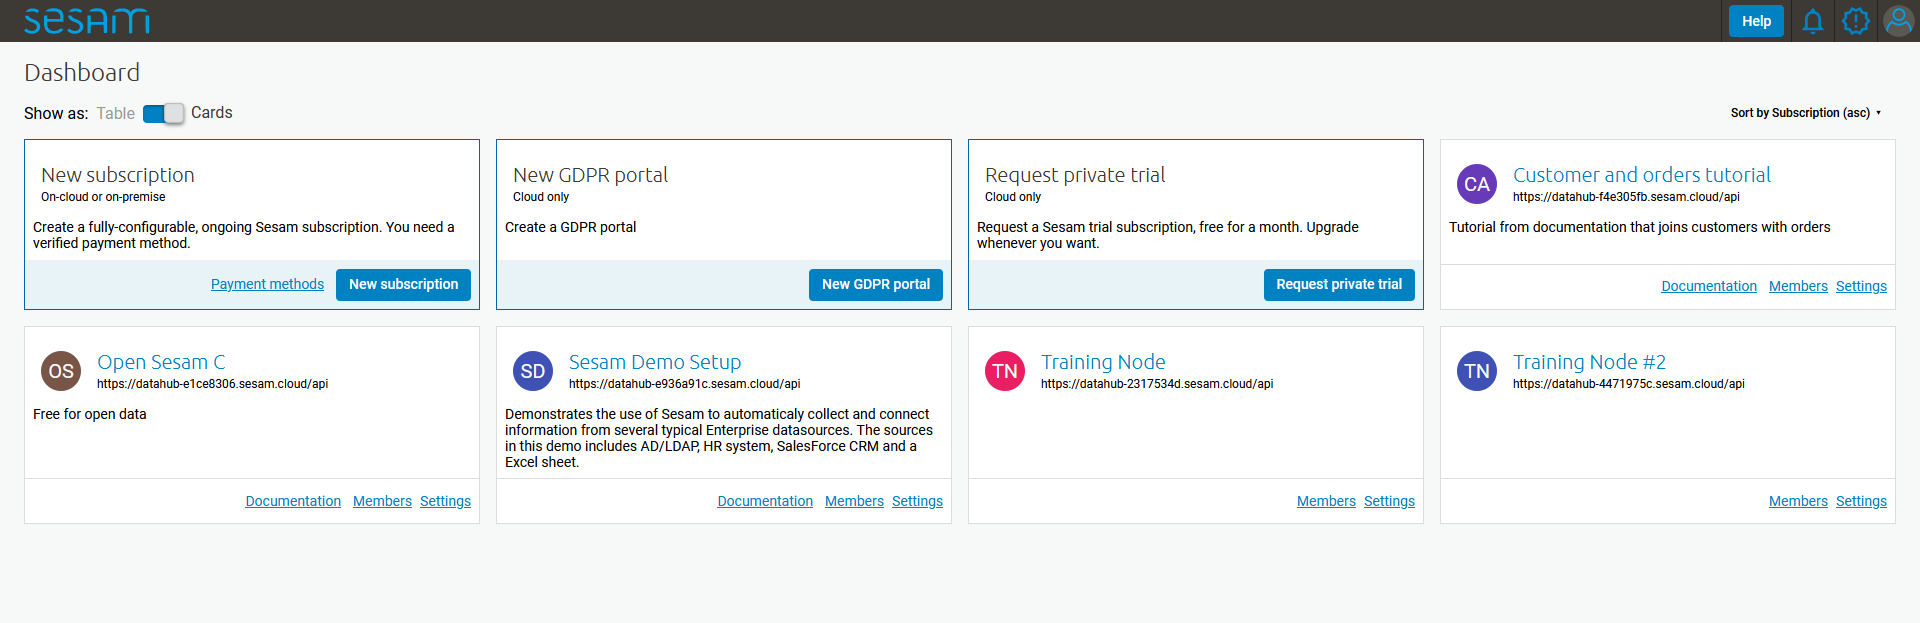 sesam
Help
Dashboard
Show as: Table Cards
Sort by Subscription (asc)
New subscription
On-cloud or on-premise
Create a fully-configurable, ongoing Sesam subscription. You need a
verified payment method.
Payment methods New subscription
New GDPR portal
Cloud only
Create a GDPR portal
New GDPR portal
Request private trial
Cloud only
Request a Sesam trial subscription, free for a month. Upgrade
whenever you want.
Request private trial
CA
Customer and orders tutorial
https://datahub-f4e305fb.sesam.cloud/api
Tutorial from documentation that joins customers with orders
Documentation Members Settings
OS
Open Sesam C
https://datahub-e1ce8306.sesam.cloud/api
Free for open data
Documentation Members Settings
SD
Sesam Demo Setup
https://datahub-e936a91c.sesam.cloud/api
Demonstrates the use of Sesam to automaticaly collect and connect
information from several typical Enterprise datasources. The sources
in this demo includes AD/LDAP, HR system, SalesForce CRM and a
Excel sheet.
Documentation Members Settings
TN
Training Node
https://datahub-2317534d.sesam.cloud/api
Members Settings
TN
Training Node #2
https://datahub-4471975c.sesam.cloud/api
Members Settings